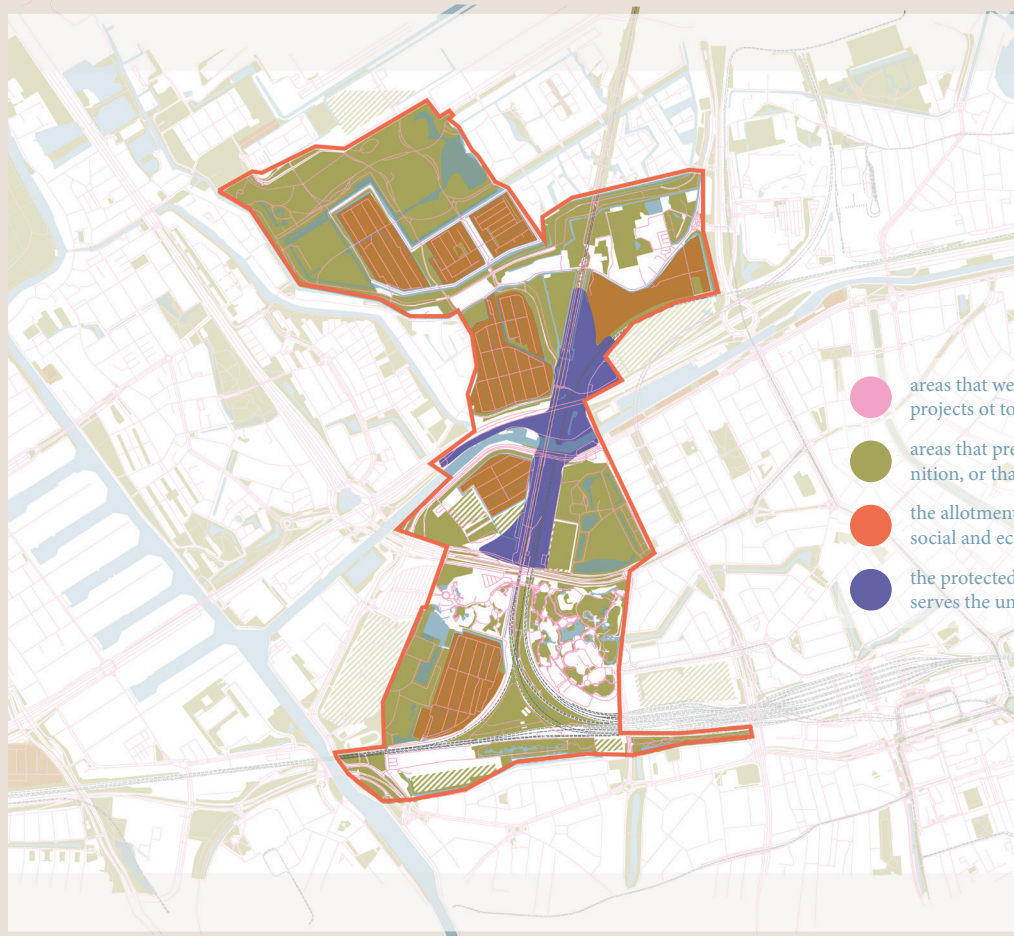 areas that we
projects ot to
areas that pre
nition, or tha
the allotment
social and ec
the protected
serves the un